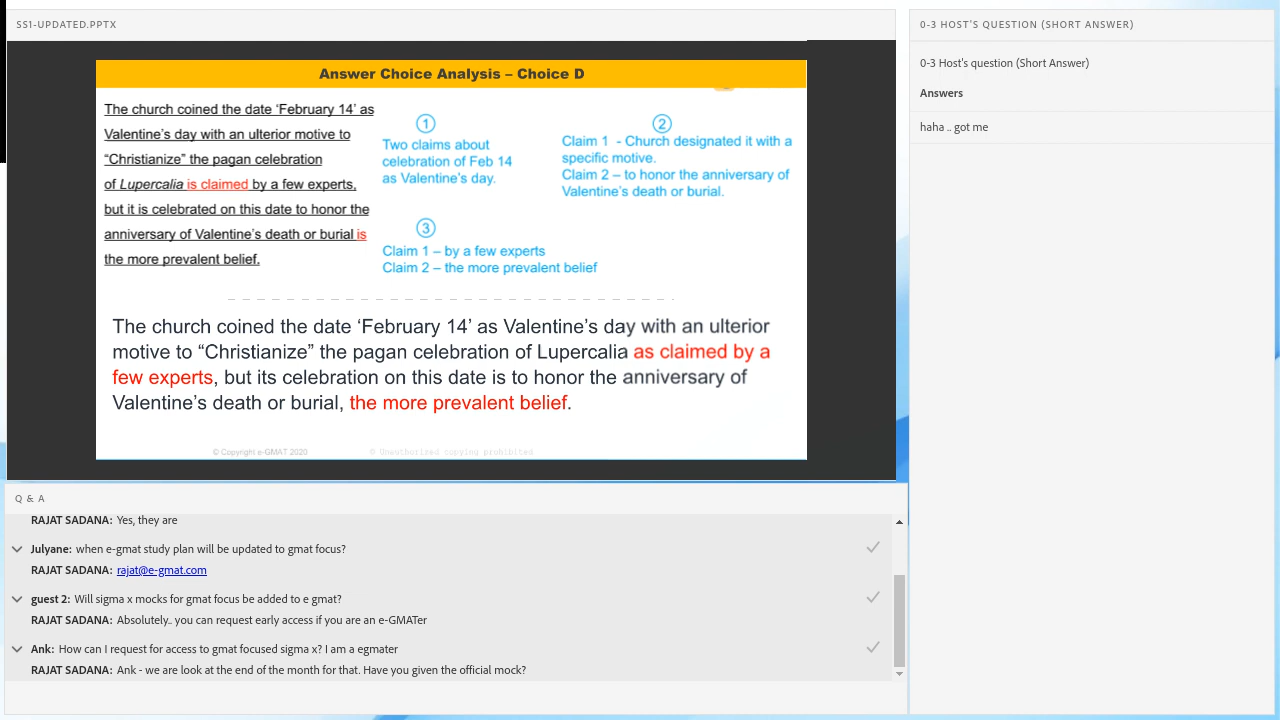 SS1-UPDATED.PPTX
Answer Choice Analysis – Choice D
The church coined the date ‘February 14’ as
Valentine’s day with an ulterior motive to
“Christianize” the pagan celebration
of Lupercalia is claimed by a few experts,
but it is celebrated on this date to honor the
anniversary of Valentine’s death or burial is
the more prevalent belief.
1
Two claims about
celebration of Feb 14
as Valentine’s day.
2
Claim 1 - Church designated it with a
specific motive.
Claim 2 – to honor the anniversary of
Valentine’s death or burial.
3
Claim 1 – by a few experts
Claim 2 – the more prevalent belief
The church coined the date ‘February 14’ as Valentine’s day with an ulterior
motive to “Christianize” the pagan celebration of Lupercalia as claimed by a
few experts, but its celebration on this date is to honor the anniversary of
Valentine’s death or burial, the more prevalent belief.
© Copyright e-GMAT 2020
© Unauthorized copying prohibited
Q & A
RAJAT SADANA: Yes, they are
Julyane: when e-gmat study plan will be updated to gmat focus?
RAJAT SADANA: rajat@e-gmat.com
guest 2: Will sigma x mocks for gmat focus be added to e gmat?
RAJAT SADANA: Absolutely.. you can request early access if you are an e-GMATer
Ank: How can I request for access to gmat focused sigma x? I am a egmater
RAJAT SADANA: Ank - we are look at the end of the month for that. Have you given the official mock?
0-3 HOST'S QUESTION (SHORT ANSWER)
0-3 Host's question (Short Answer)
Answers
haha .. got me